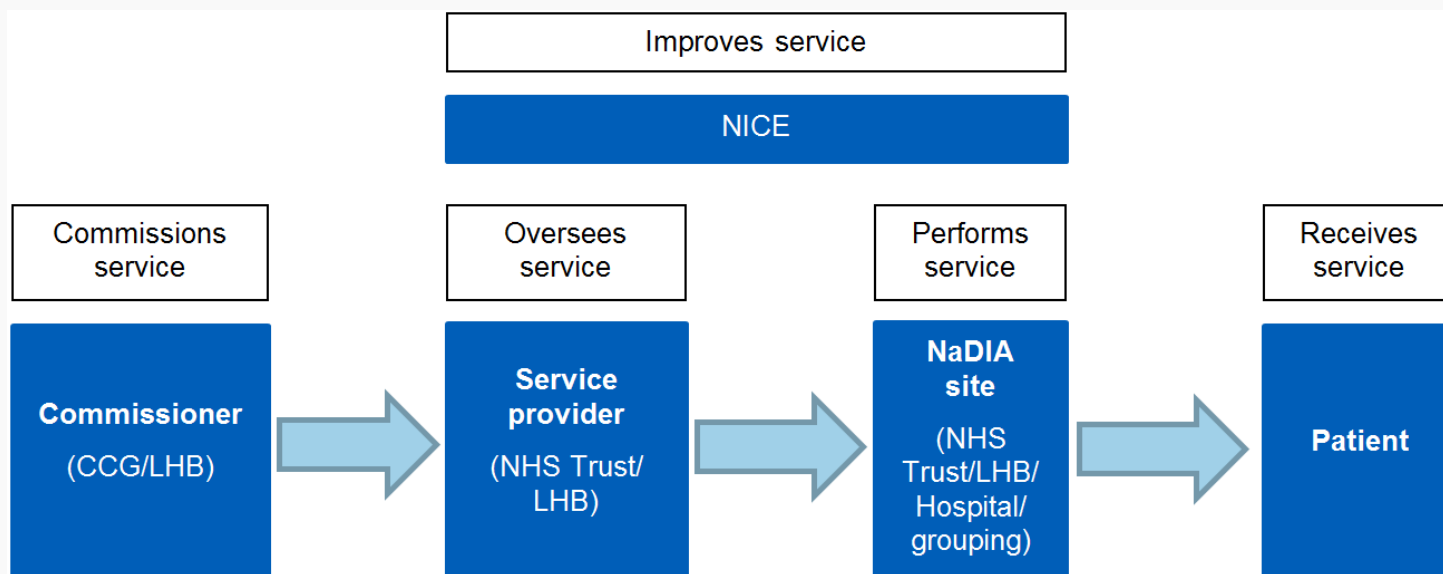 Improves service
NICE
Commissions
service
Oversees
service
Performs
service
Receives
service
Commissioner
(CCG/LHB)
Service
provider
(NHS Trust/
LHB)
NaDIA
site
(NHS
Trust/LHB/
Hospital/
grouping)
Patient